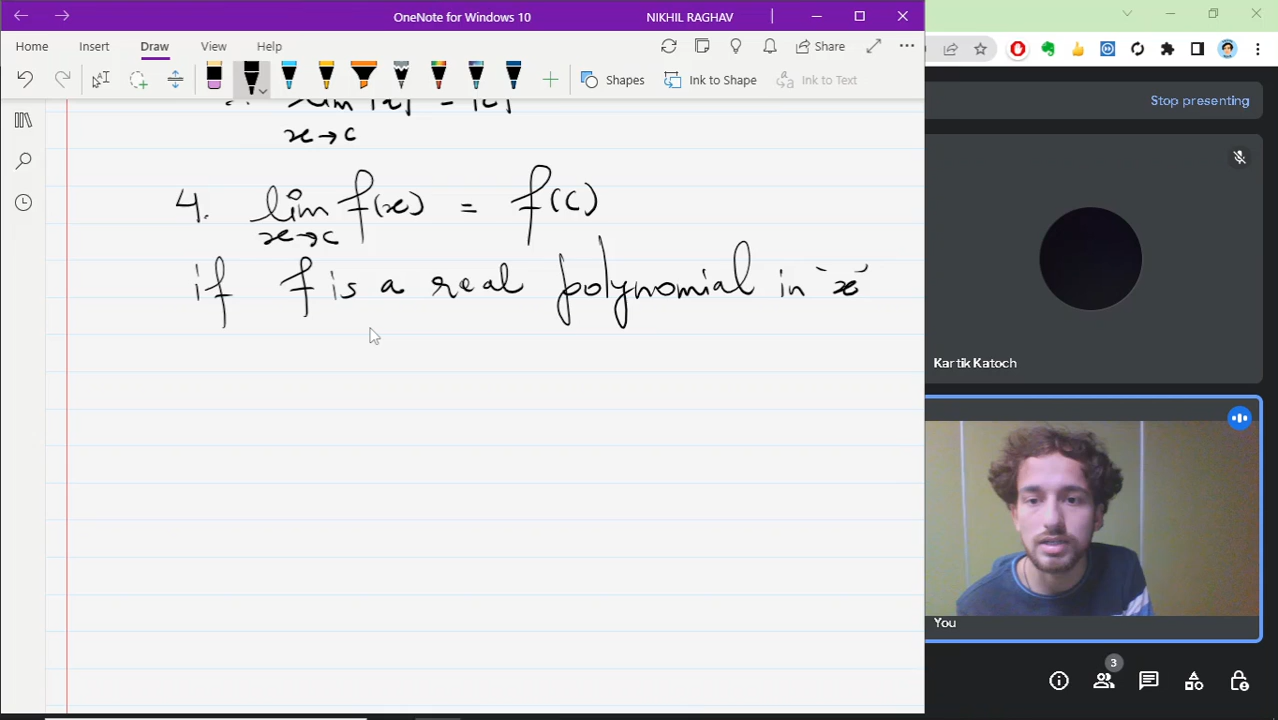 OneNote for Windows 10
NIKHIL RAGHAV
Home Insert Draw View Help
Share
Shapes
Ink to Shape
Ink to Text
Stop presenting
∴ lim |x| = |c|
x→c
4. lim f(x) = f(c)
x→c
if f is a real polynomial in `x´
Kartik Katoch
You
3